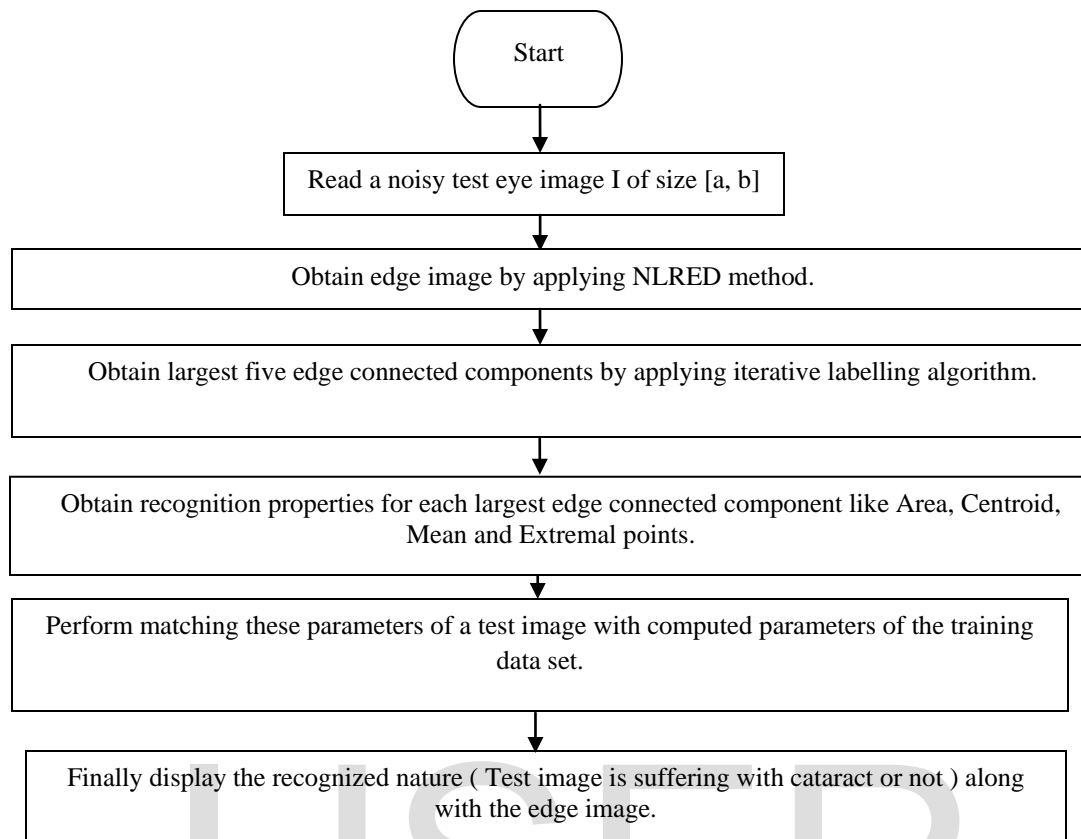 Start
Read a noisy test eye image I of size [a, b]
Obtain edge image by applying NLRED method.
Obtain largest five edge connected components by applying iterative labelling algorithm.
Obtain recognition properties for each largest edge connected component like Area, Centroid,
Mean and Extremal points.
Perform matching these parameters of a test image with computed parameters of the training
data set.
Finally display the recognized nature ( Test image is suffering with cataract or not ) along
with the edge image.